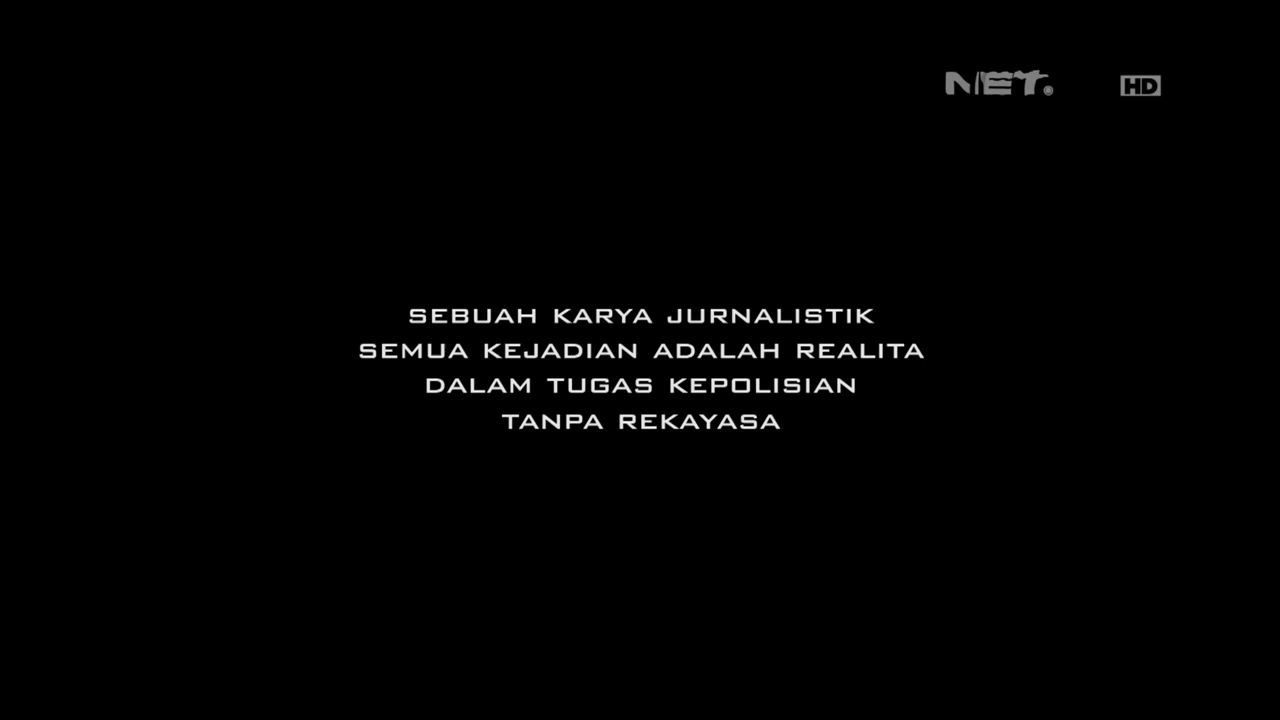 NET.
HD
SEBUAH KARYA JURNALISTIK
SEMUA KEJADIAN ADALAH REALITA
DALAM TUGAS KEPOLISIAN
TANPA REKAYASA